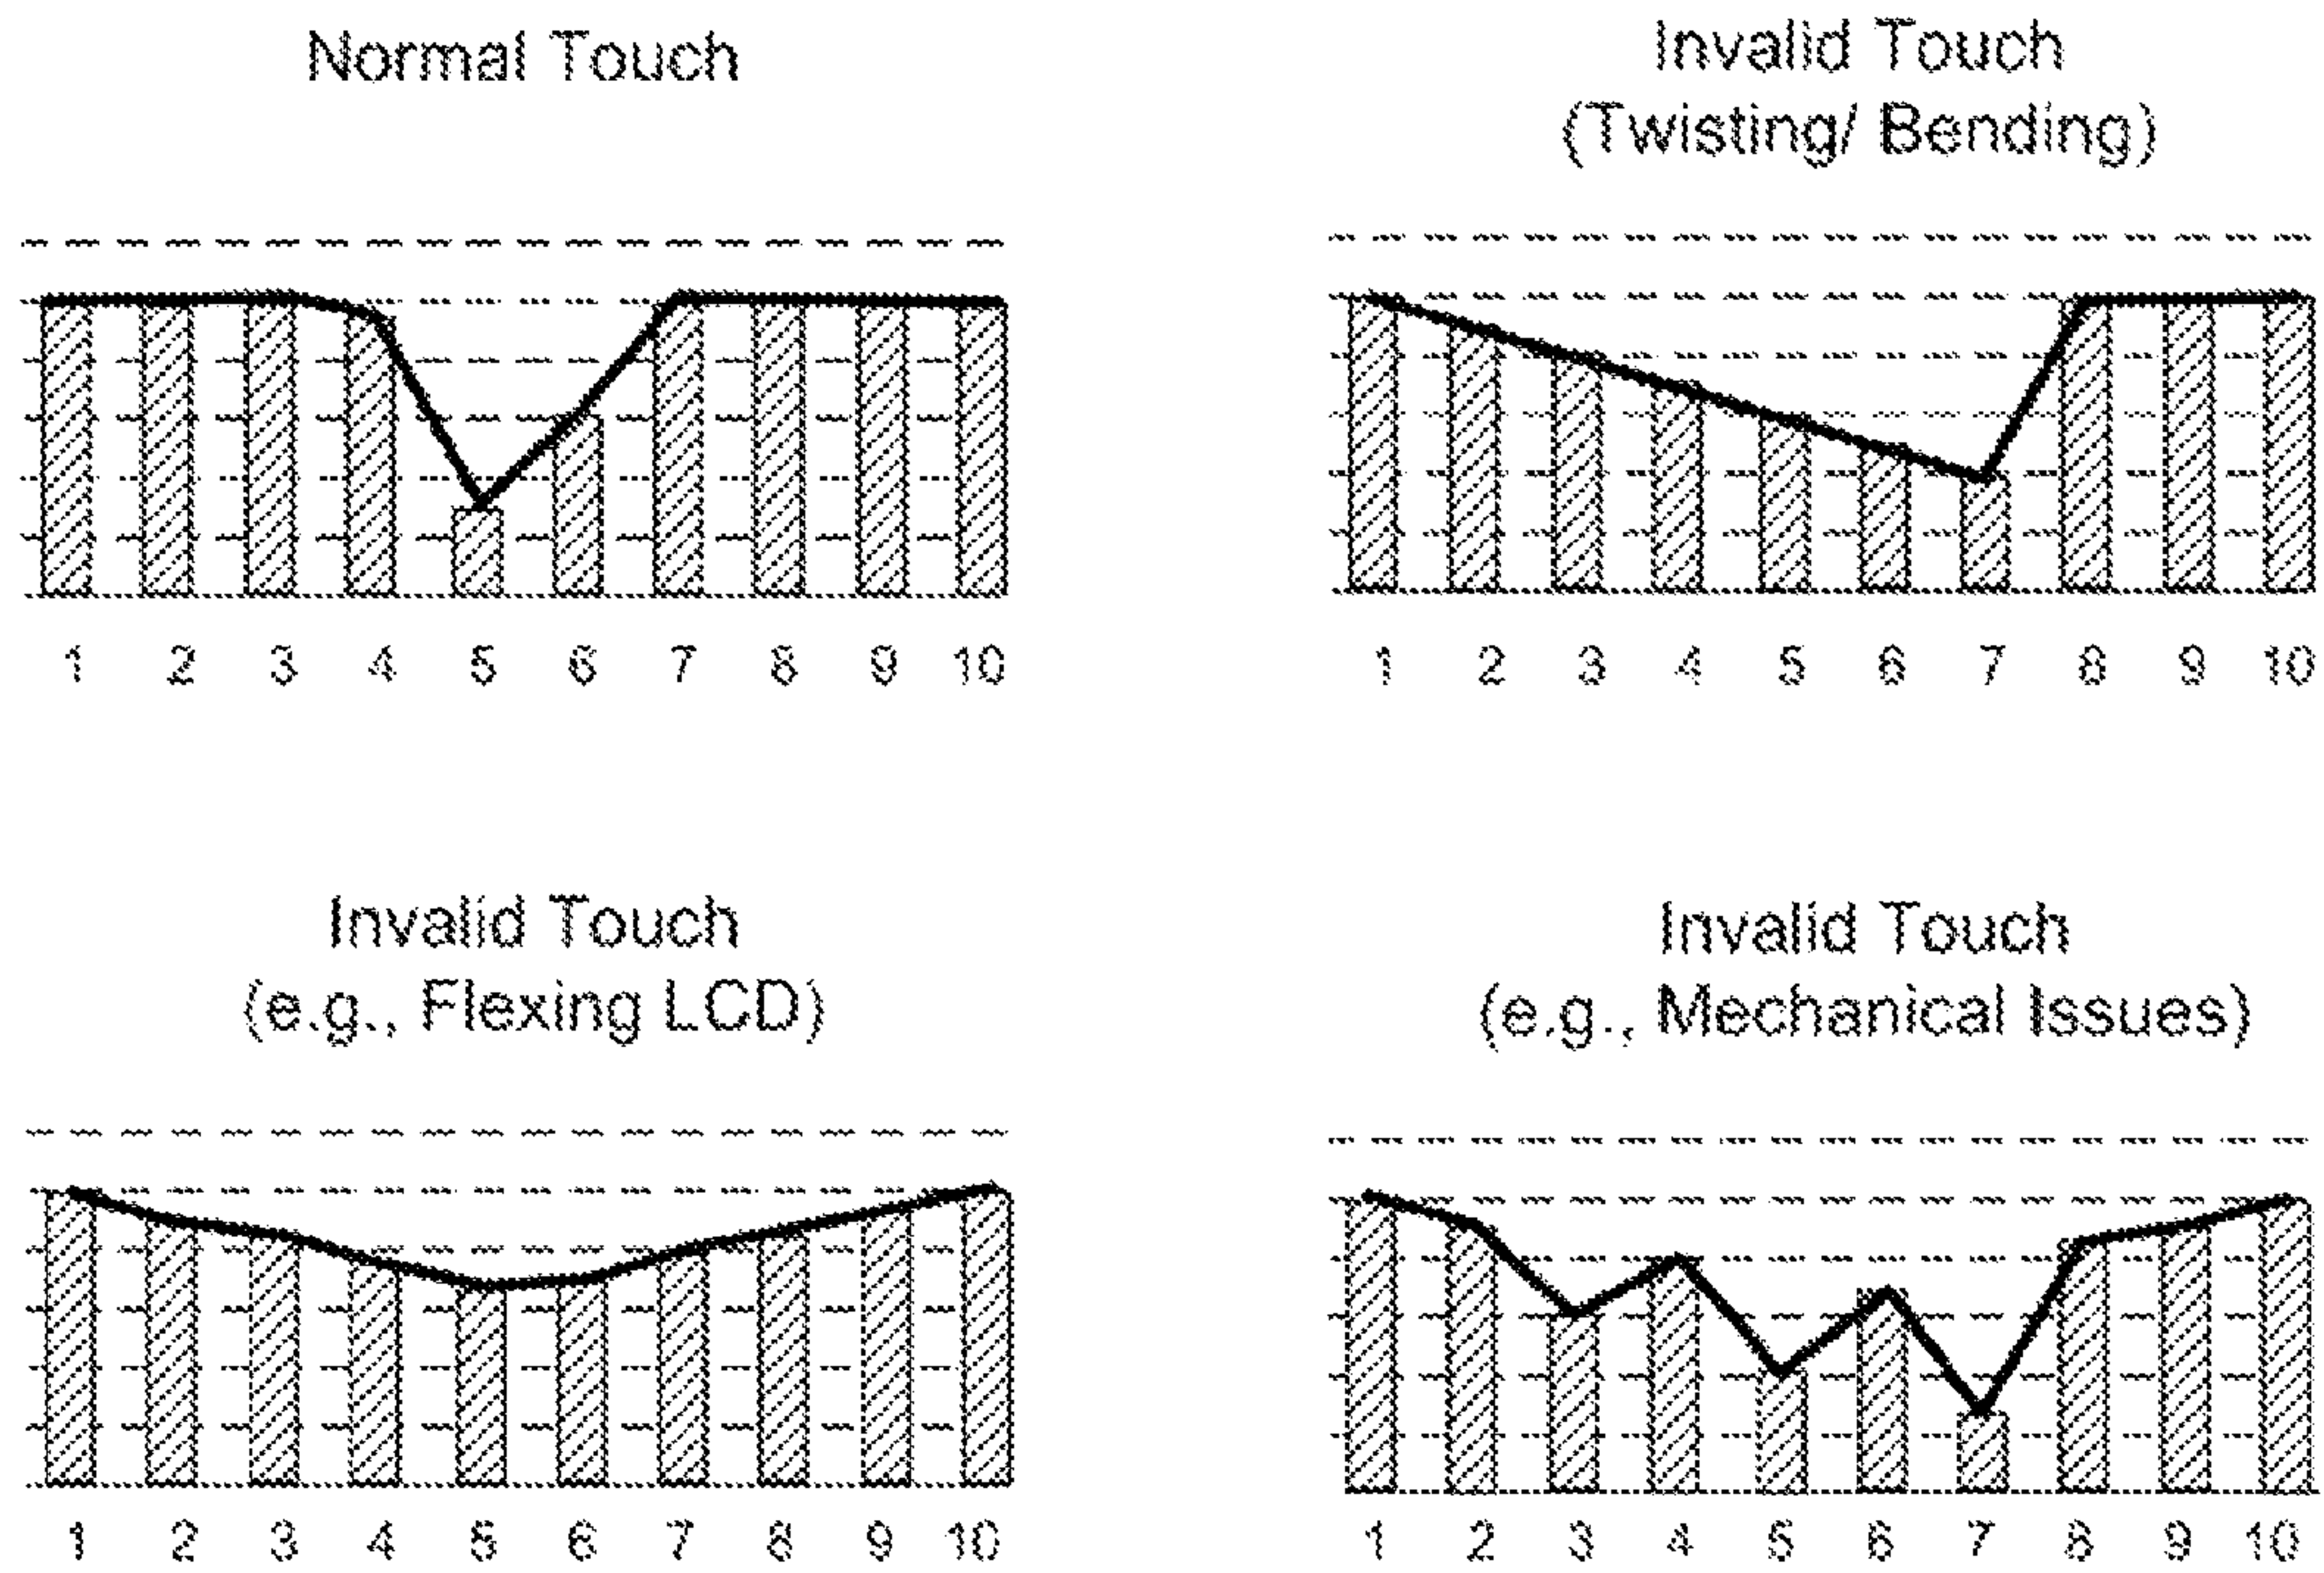 Normal Touch
Invalid Touch
(Twisting/ Bending)
1 2 3 4 5 6 7 8 9 10
1 2 3 4 5 6 7 8 9 10
Invalid Touch
(e.g., Flexing LCD)
Invalid Touch
(e.g., Mechanical Issues)
1 2 3 4 5 6 7 8 9 10
1 2 3 4 5 6 7 8 9 10